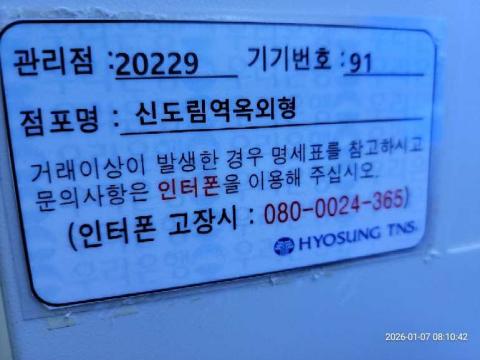 관리점 : 20229 기기번호 : 91
점포명 : 신도림역옥외형
거래이상이 발생한 경우 명세표를 참고하시고
문의사항은 인터폰을 이용해 주십시오.
(인터폰 고장시 : 080-0024-365)
HYOSUNG TNS.
2026-01-07 08:10:42